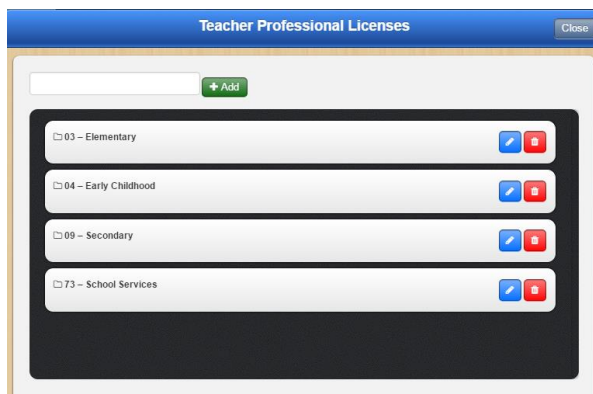 Teacher Professional Licenses
Close
+ Add
03 – Elementary
04 – Early Childhood
09 – Secondary
73 – School Services